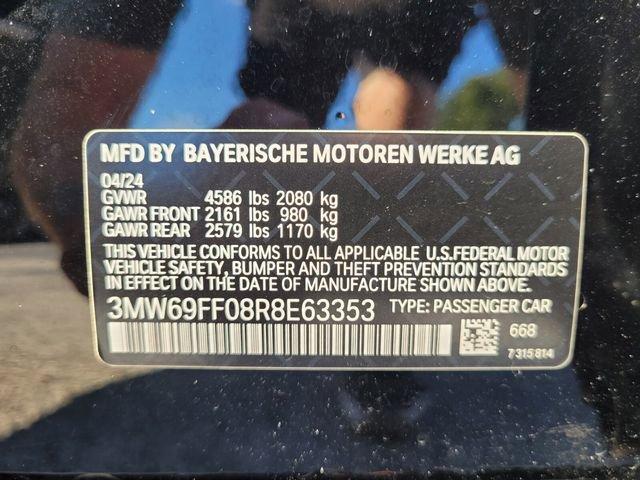 MFD BY BAYERISCHE MOTOREN WERKE AG
04/24
GVWR 4586 lbs 2080 kg
GAWR FRONT 2161 lbs 980 kg
GAWR REAR 2579 lbs 1170 kg
THIS VEHICLE CONFORMS TO ALL APPLICABLE U.S.FEDERAL MOTOR
VEHICLE SAFETY, BUMPER AND THEFT PREVENTION STANDARDS
IN EFFECT ON THE DATE OF MANUFACTURE SHOWN ABOVE.
3MW69FF08R8E63353 TYPE: PASSENGER CAR
668
7 315 814